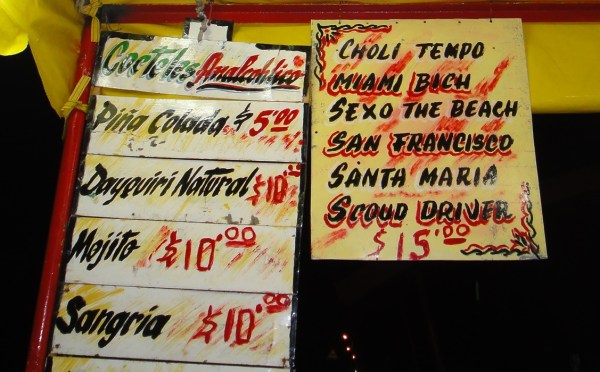 Cocteles Analcohlico
Piña Colada $5.00
Dayquiri Natural $10.00
Mojito $10.00
Sangria $10.00
CHOLI TEMPO
MIAMI BICH
SEXO THE BEACH
SAN FRANCISCO
SANTA MARIA
SCOUD DRIVER
$15.00